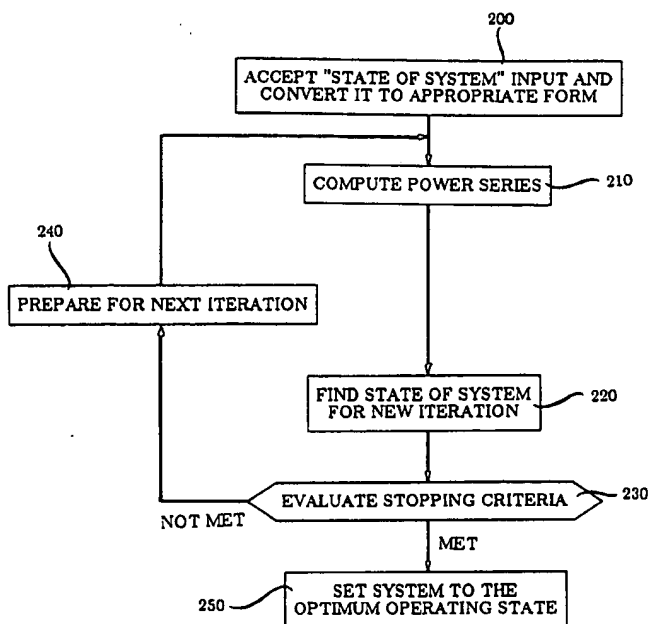 200
ACCEPT "STATE OF SYSTEM" INPUT AND
CONVERT IT TO APPROPRIATE FORM
COMPUTE POWER SERIES
210
240
PREPARE FOR NEXT ITERATION
FIND STATE OF SYSTEM
FOR NEW ITERATION
220
EVALUATE STOPPING CRITERIA
230
NOT MET
MET
250
SET SYSTEM TO THE
OPTIMUM OPERATING STATE